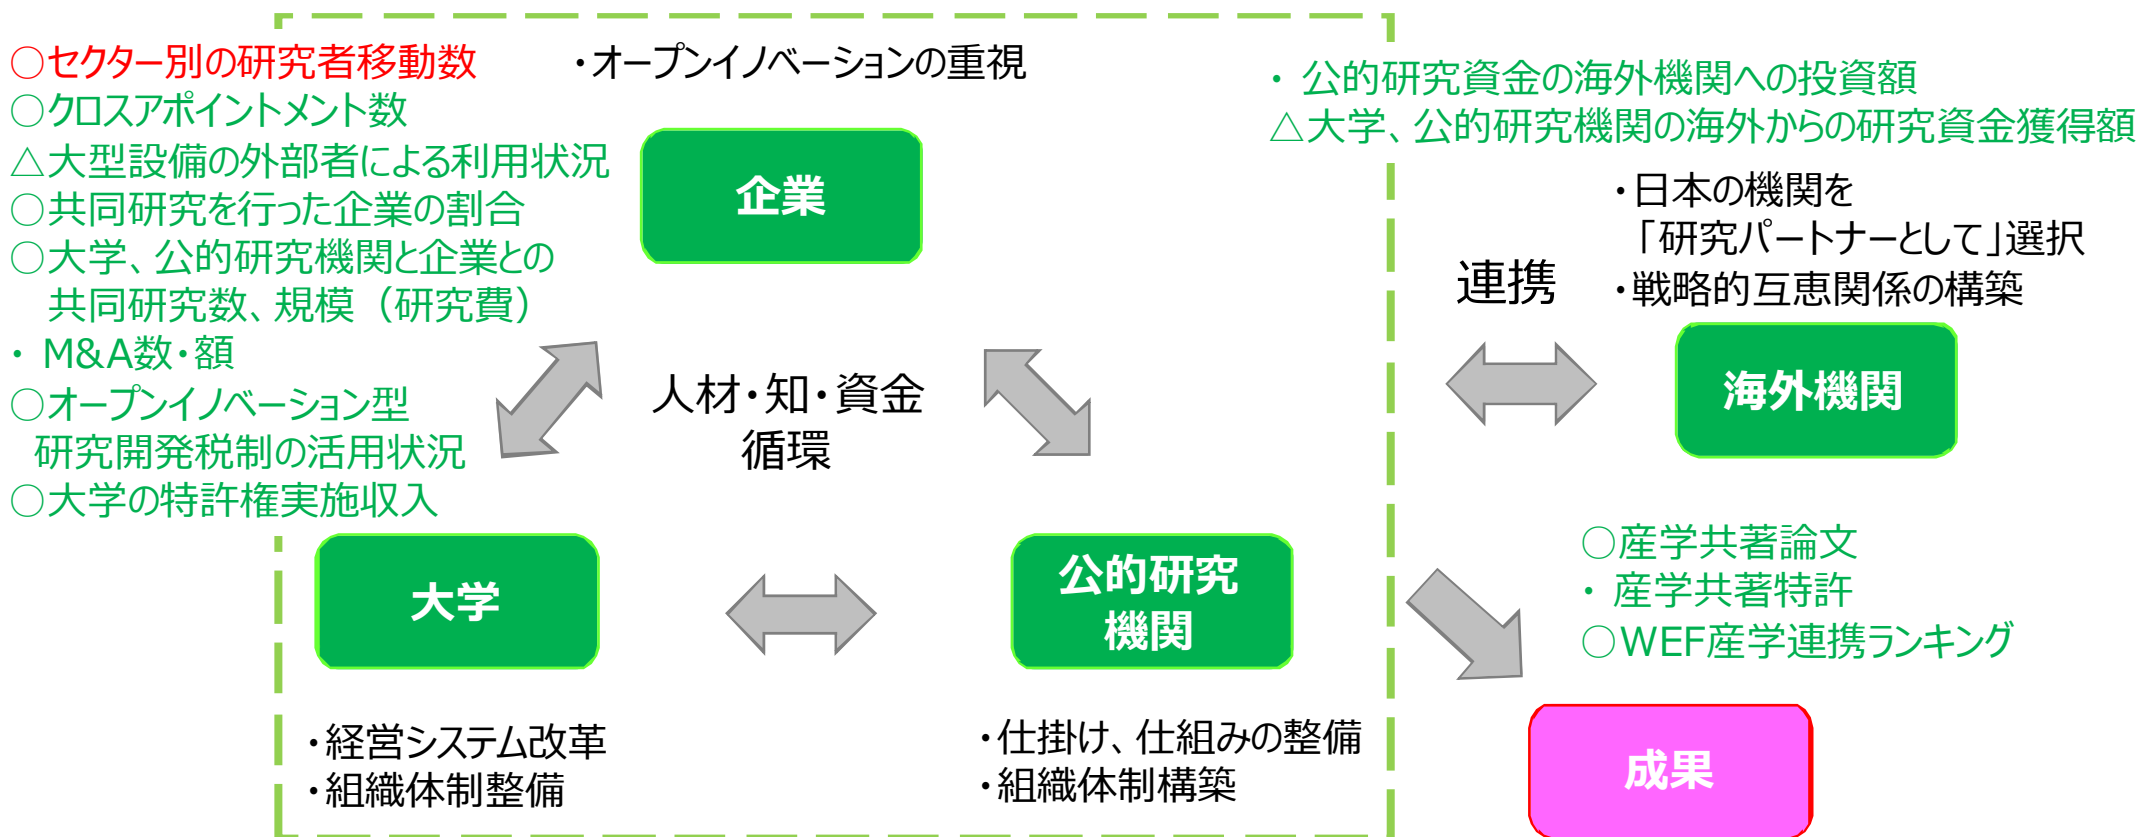 ○セクター別の研究者移動数
○クロスアポイントメント数
△大型設備の外部者による利用状況
○共同研究を行った企業の割合
○大学、公的研究機関と企業との
共同研究数、規模（研究費）
・ M&A数・額
○オープンイノベーション型
研究開発税制の活用状況
○大学の特許権実施収入
・オープンイノベーションの重視
企業
人材・知・資金
循環
大学
公的研究
機関
・経営システム改革
・組織体制整備
・仕掛け、仕組みの整備
・組織体制構築
・ 公的研究資金の海外機関への投資額
△大学、公的研究機関の海外からの研究資金獲得額
・日本の機関を
「研究パートナーとして」選択
・戦略的互恵関係の構築
連携
海外機関
○産学共著論文
・ 産学共著特許
○WEF産学連携ランキング
成果